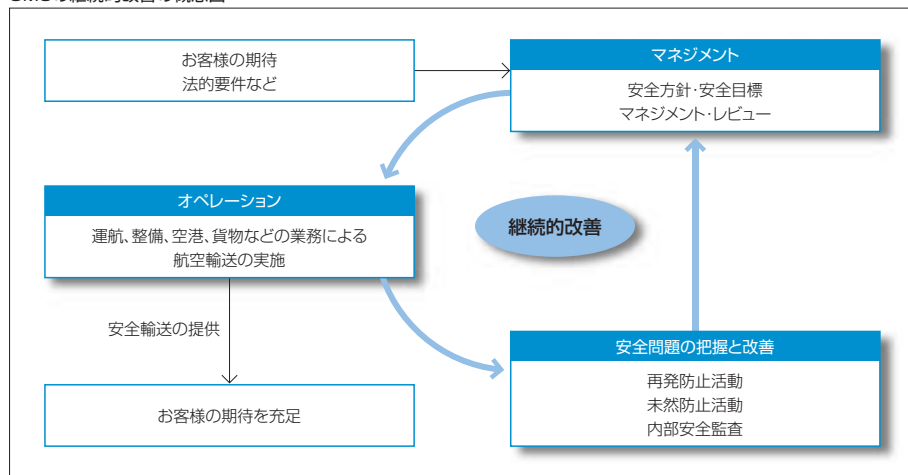 お客様の期待
法的要件など
マネジメント
安全方針・安全目標
マネジメント・レビュー
オペレーション
運航、整備、空港、貨物などの業務による
航空輸送の実施
継続的改善
安全輸送の提供
安全問題の把握と改善
再発防止活動
未然防止活動
内部安全監査
お客様の期待を充足